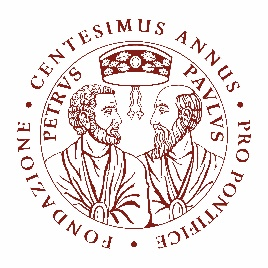 FONDAZIONE • CENTESIMUS ANNUS • PRO PONTIFICE •
PETRVS
PAVLVS